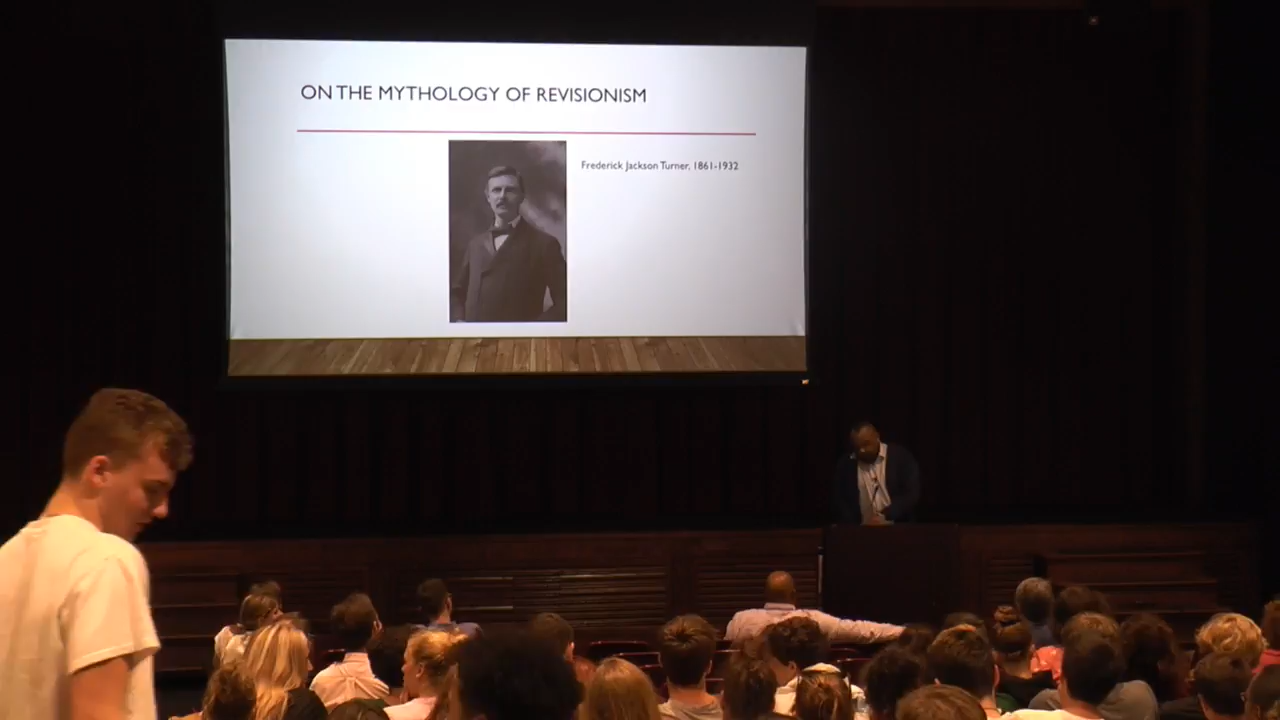 ON THE MYTHOLOGY OF REVISIONISM
Frederick Jackson Turner, 1861-1932